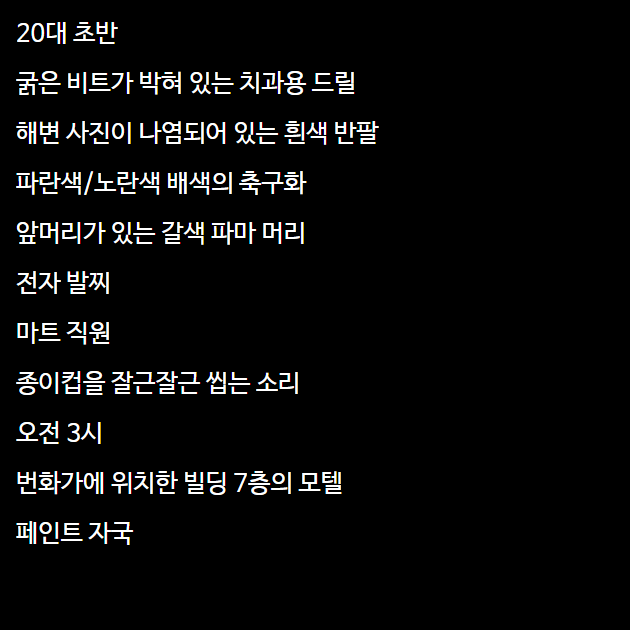 20대 초반
굵은 비트가 박혀 있는 치과용 드릴
해변 사진이 나염되어 있는 흰색 반팔
파란색/노란색 배색의 축구화
앞머리가 있는 갈색 파마 머리
전자 발찌
마트 직원
종이컵을 잘근잘근 씹는 소리
오전 3시
번화가에 위치한 빌딩 7층의 모텔
페인트 자국